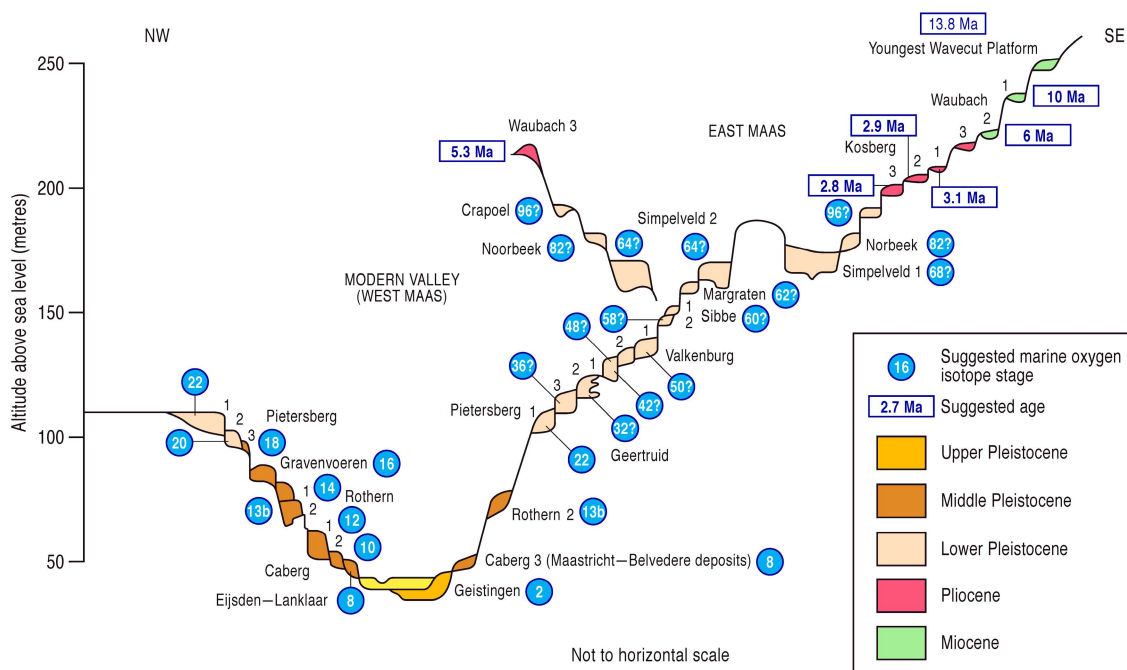 NW
13.8 Ma
Youngest Wavecut Platform
SE
250
200
150
100
50
Altitude above sea level (metres)
Waubach 3
5.3 Ma
Crapoel
96?
Noorbeek
82?
64?
Simpelveld 2
64?
EAST MAAS
Waubach
1
10 Ma
2
6 Ma
2.9 Ma
Kosberg
3
2
1
3
2.8 Ma
3.1 Ma
96?
Norbeek
82?
Simpelveld 1
68?
MODERN VALLEY
(WEST MAAS)
Margraten
62?
1
58?
Sibbe
60?
2
48?
1
2
Valkenburg
1
50?
36?
2
3
42?
Pietersberg
1
32?
Geertruid
22
22
1
2
Pietersberg
20
3
18
Gravenvoeren
16
1
14
Rothern
13b
2
12
1
10
2
Caberg
Eijsden—Lanklaar
8
Rothern 2
13b
Caberg 3 (Maastricht—Belvedere deposits)
8
Geistingen
2
Not to horizontal scale
16
Suggested marine oxygen
isotope stage
2.7 Ma
Suggested age
Upper Pleistocene
Middle Pleistocene
Lower Pleistocene
Pliocene
Miocene